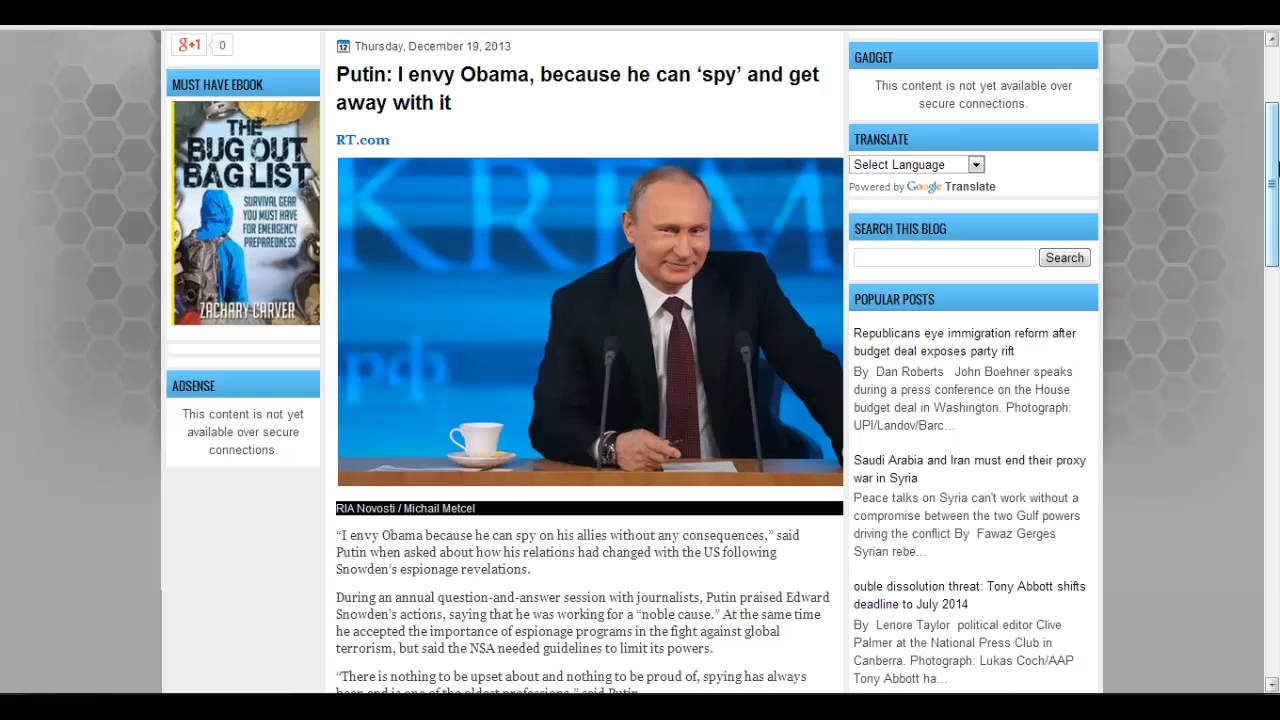 g+1 0
MUST HAVE EBOOK
THE
BUG OUT
BAG LIST
SURVIVAL GEAR
YOU MUST HAVE
FOR EMERGENCY
PREPAREDNESS
ZACHARY CARVER
ADSENSE
This content is not yet
available over secure
connections.
12 Thursday, December 19, 2013
Putin: I envy Obama, because he can ‘spy’ and get
away with it
RT.com
KREM
рф
RIA Novosti / Michail Metcel
“I envy Obama because he can spy on his allies without any consequences,” said
Putin when asked about how his relations had changed with the US following
Snowden’s espionage revelations.
During an annual question-and-answer session with journalists, Putin praised Edward
Snowden’s actions, saying that he was working for a “noble cause.” At the same time
he accepted the importance of espionage programs in the fight against global
terrorism, but said the NSA needed guidelines to limit its powers.
“There is nothing to be upset about and nothing to be proud of, spying has always
been and is one of the oldest professions,” said Putin.
GADGET
This content is not yet available over
secure connections.
TRANSLATE
Select Language
Powered by Google Translate
SEARCH THIS BLOG
Search
POPULAR POSTS
Republicans eye immigration reform after
budget deal exposes party rift
By Dan Roberts John Boehner speaks
during a press conference on the House
budget deal in Washington. Photograph:
UPI/Landov/Barc...
Saudi Arabia and Iran must end their proxy
war in Syria
Peace talks on Syria can't work without a
compromise between the two Gulf powers
driving the conflict By Fawaz Gerges
Syrian rebe...
ouble dissolution threat: Tony Abbott shifts
deadline to July 2014
By Lenore Taylor political editor Clive
Palmer at the National Press Club in
Canberra. Photograph: Lukas Coch/AAP
Tony Abbott ha...